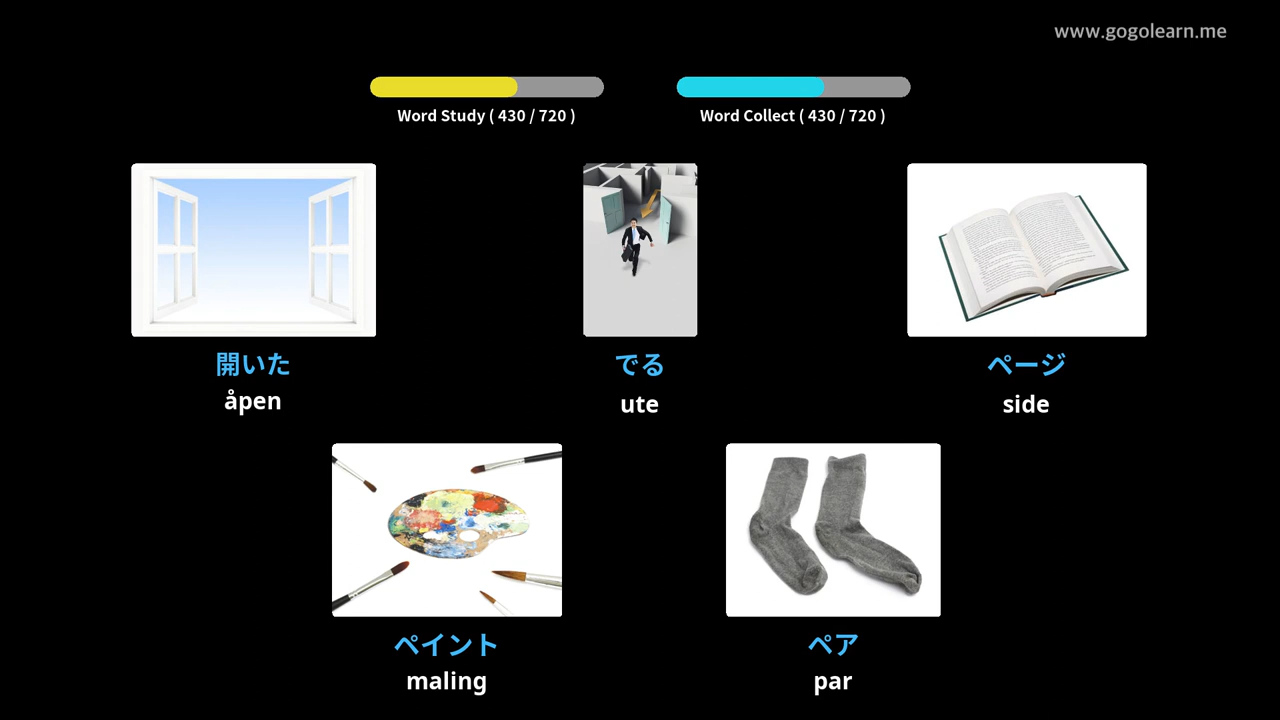 www.gogolearn.me
Word Study ( 430 / 720 )
Word Collect ( 430 / 720 )
開いた
åpen
でる
ute
ページ
side
ペイント
maling
ペア
par